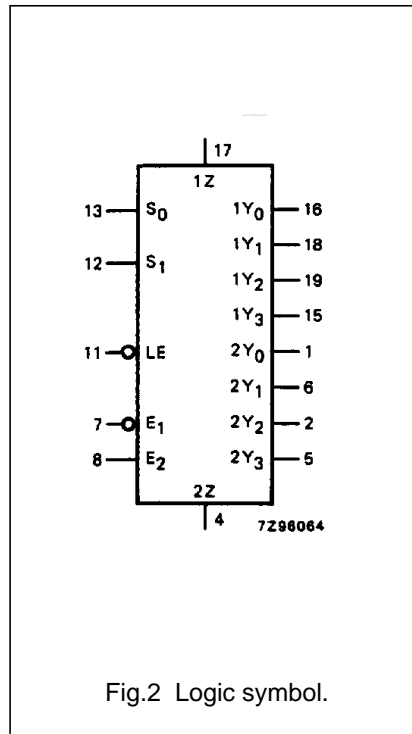 17
1Z
13 S0 1Y0 16
1Y1 18
12 S1
1Y2 19
1Y3 15
11 LE 2Y0 1
2Y1 6
7 E1 2Y2 2
8 E2 2Y3 5
2Z
4 7Z96064
Fig.2 Logic symbol.